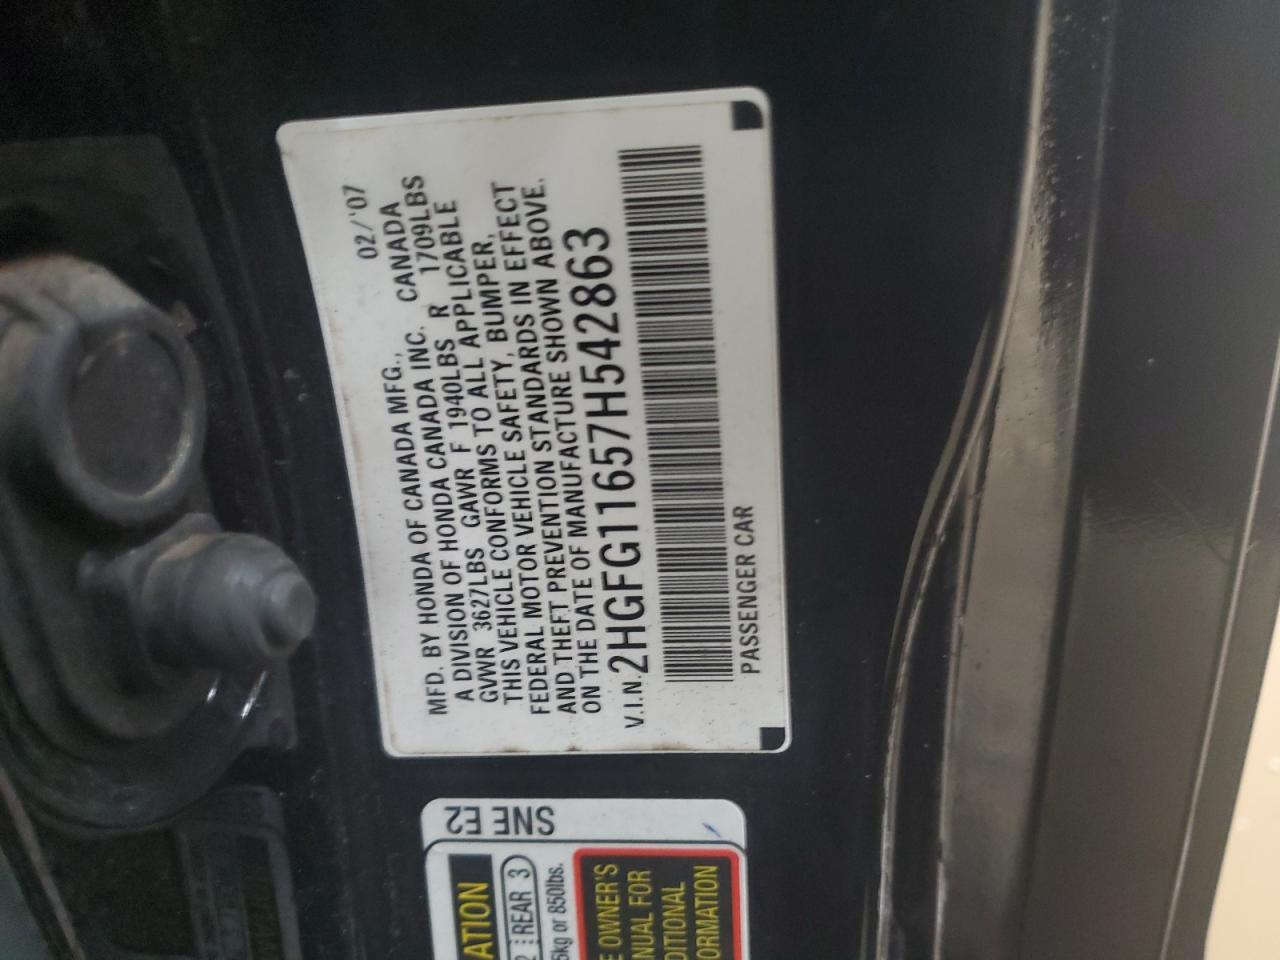 02/'07
MFD. BY HONDA OF CANADA MFG., CANADA
A DIVISION OF HONDA CANADA INC.
GVWR 3627LBS GAWR F 1940LBS R 1709LBS
THIS VEHICLE CONFORMS TO ALL APPLICABLE
FEDERAL MOTOR VEHICLE SAFETY, BUMPER,
AND THEFT PREVENTION STANDARDS IN EFFECT
ON THE DATE OF MANUFACTURE SHOWN ABOVE.
V.I.N. 2HGFG11657H542863
PASSENGER CAR
SNE E2
ATION
2 REAR 3
5kg or 850lbs.
E OWNER'S
NUAL FOR
DITIONAL
ORMATION